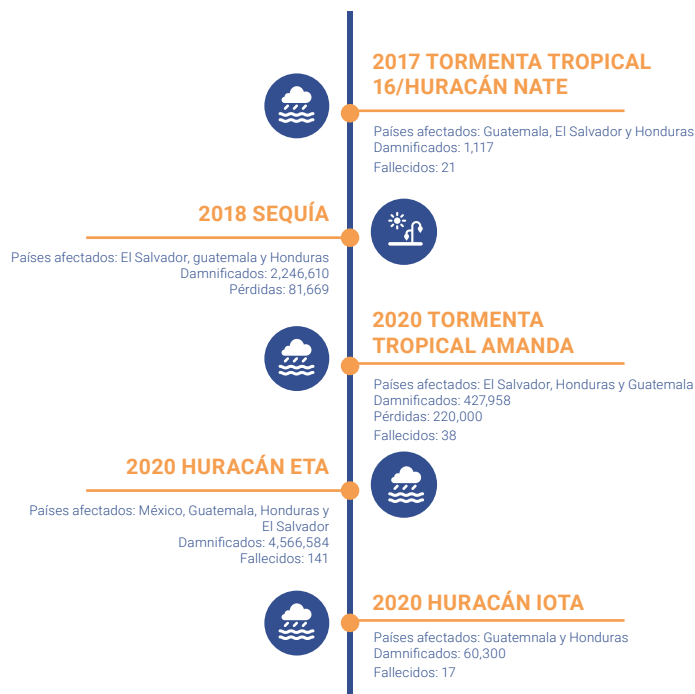 2017 TORMENTA TROPICAL
16/HURACÁN NATE
Países afectados: Guatemala, El Salvador y Honduras
Damnificados: 1,117
Fallecidos: 21
2018 SEQUÍA
Países afectados: El Salvador, guatemala y Honduras
Damnificados: 2,246,610
Pérdidas: 81,669
2020 TORMENTA
TROPICAL AMANDA
Países afectados: El Salvador, Honduras y Guatemala
Damnificados: 427,958
Pérdidas: 220,000
Fallecidos: 38
2020 HURACÁN ETA
Países afectados: México, Guatemala, Honduras y
El Salvador
Damnificados: 4,566,584
Fallecidos: 141
2020 HURACÁN IOTA
Países afectados: Guatemnala y Honduras
Damnificados: 60,300
Fallecidos: 17